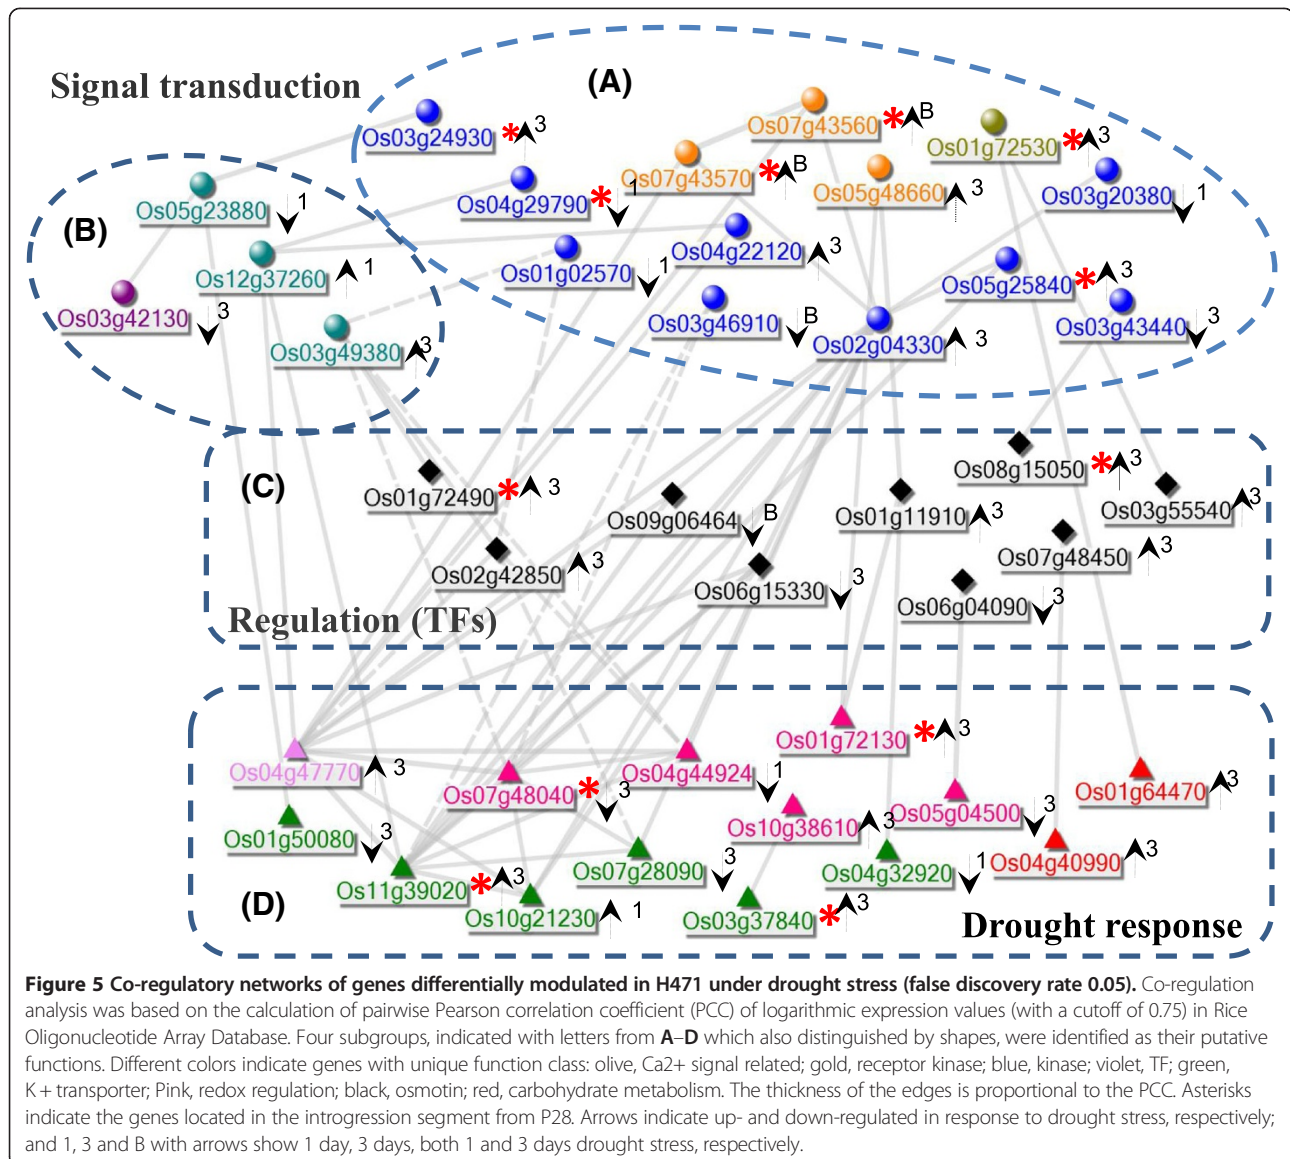 Signal transduction
(A)
Os03g24930 * 3
Os07g43560 * B
Os01g72530 * 3
Os07g43570 * B
Os05g48660 3
Os03g20380 1
Os05g23880 1
Os04g29790 * 1
(B)
Os12g37260 1
Os01g02570 1
Os04g22120 3
Os05g25840 * 3
Os03g42130 3
Os03g46910 B
Os03g43440 3
Os03g49380 3
Os02g04330 3
(C)
Os08g15050 * 3
Os01g72490 * 3
Os09g06464 B
Os01g11910 3
Os03g55540 3
Os07g48450 3
Os02g42850 3
Os06g15330 3
Os06g04090 3
Regulation (TFs)
Os01g72130 * 3
Os04g47770 3
Os07g48040 * 3
Os04g44924 1
Os01g64470 3
Os01g50080 3
Os10g38610 3
Os05g04500 3
Os11g39020 * 3
Os07g28090 3
Os04g32920 1
Os04g40990 3
(D)
Os10g21230 1
Os03g37840 * 3
Drought response
Figure 5 Co-regulatory networks of genes differentially modulated in H471 under drought stress (false discovery rate 0.05). Co-regulation
analysis was based on the calculation of pairwise Pearson correlation coefficient (PCC) of logarithmic expression values (with a cutoff of 0.75) in Rice
Oligonucleotide Array Database. Four subgroups, indicated with letters from A–D which also distinguished by shapes, were identified as their putative
functions. Different colors indicate genes with unique function class: olive, Ca2+ signal related; gold, receptor kinase; blue, kinase; violet, TF; green,
K + transporter; Pink, redox regulation; black, osmotin; red, carbohydrate metabolism. The thickness of the edges is proportional to the PCC. Asterisks
indicate the genes located in the introgression segment from P28. Arrows indicate up- and down-regulated in response to drought stress, respectively;
and 1, 3 and B with arrows show 1 day, 3 days, both 1 and 3 days drought stress, respectively.